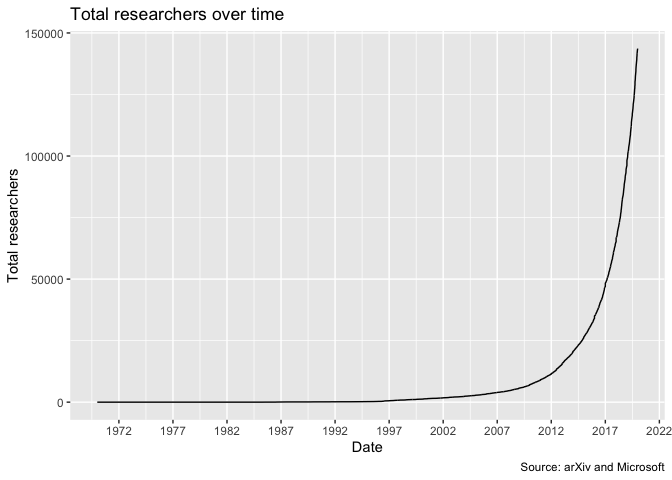 Total researchers over time
150000
100000
50000
0
Total researchers
1972 1977 1982 1987 1992 1997 2002 2007 2012 2017 2022
Date
Source: arXiv and Microsoft